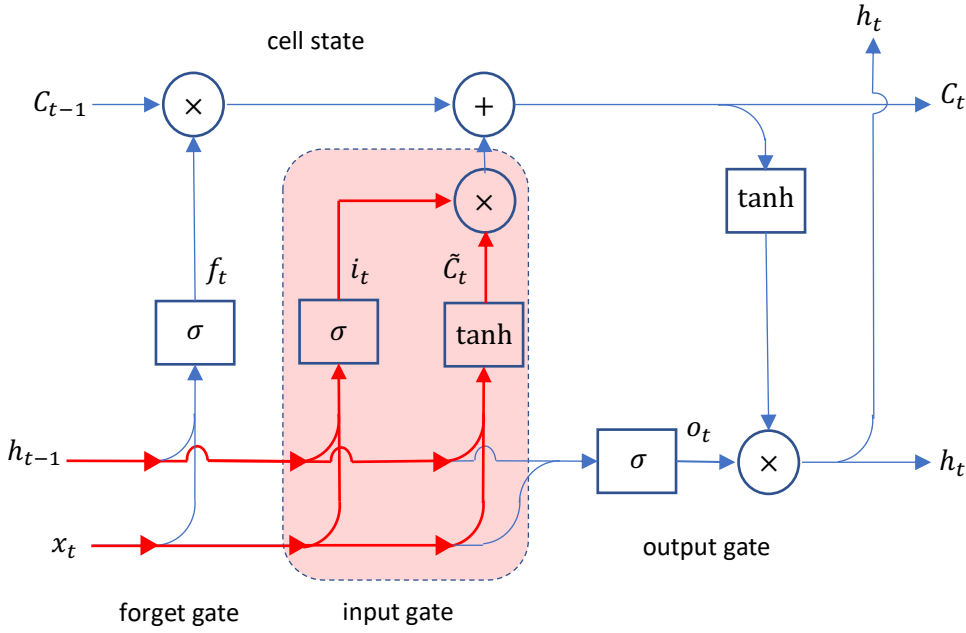 h_t
cell state
C_{t−1}
×
+
C_t
tanh
×
f_t
i_t
C̃_t
σ
σ
tanh
h_{t−1}
σ
o_t
×
h_t
x_t
output gate
forget gate
input gate